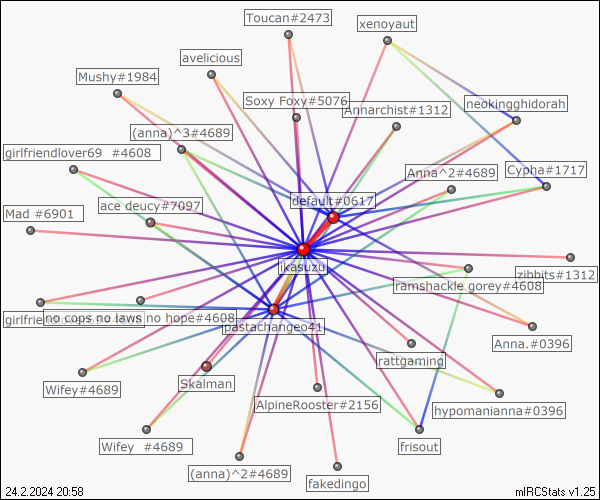 Toucan#2473
xenoyaut
avelicious
Mushy#1984
Soxy Foxy#5076
Annarchist#1312
neokingghidorah
(anna)^3#4689
girlfriendlover69 #4608
Anna^2#4689
Cypha#1717
default#0617
ace deucy#7097
Mad #6901
ikasuzu
zibbits#1312
ramshackle gorey#4608
girlfrien
no cops no laws no hope#4608
pastachangeo41
Anna.#0396
rattgaming
Wifey#4689
Skalman
AlpineRooster#2156
hypomanianna#0396
Wifey #4689
frisout
(anna)^2#4689
fakedingo
24.2.2024 20:58
mIRCStats v1.25